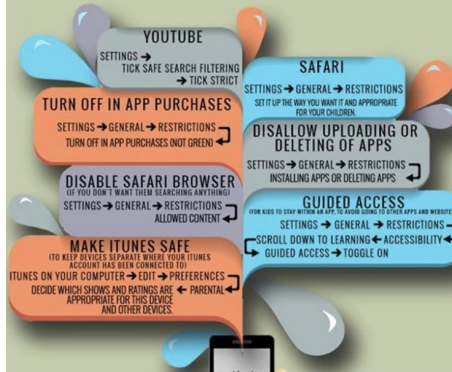 YOUTUBE
SETTINGS →
TICK SAFE SEARCH FILTERING
→ TICK STRICT
SAFARI
SETTINGS → GENERAL → RESTRICTIONS
SET IT UP THE WAY YOU WANT IT AND APPROPRIATE
FOR YOUR CHILDREN.
TURN OFF IN APP PURCHASES
SETTINGS → GENERAL → RESTRICTIONS
TURN OFF IN APP PURCHASES (NOT GREEN)
DISALLOW UPLOADING OR
DELETING OF APPS
SETTINGS → GENERAL → RESTRICTIONS
INSTALLING APPS OR DELETING APPS
DISABLE SAFARI BROWSER
(IF YOU DON'T WANT THEM SEARCHING ANYTHING)
SETTINGS → GENERAL → RESTRICTIONS
ALLOWED CONTENT
GUIDED ACCESS
(FOR KIDS TO STAY WITHIN AN APP, TO AVOID GOING TO OTHER APPS AND WEBSITE
SETTINGS → GENERAL → RESTRICTIONS
SCROLL DOWN TO LEARNING ← ACCESSIBILITY
GUIDED ACCESS → TOGGLE ON
MAKE ITUNES SAFE
(TO KEEP DEVICES SEPARATE WHERE YOUR ITUNES
ACCOUNT HAS BEEN CONNECTED TO)
ITUNES ON YOUR COMPUTER → EDIT → PREFERENCES
DECIDE WHICH SHOWS AND RATINGS ARE ← PARENTAL
APPROPRIATE FOR THIS DEVICE
AND OTHER DEVICES.